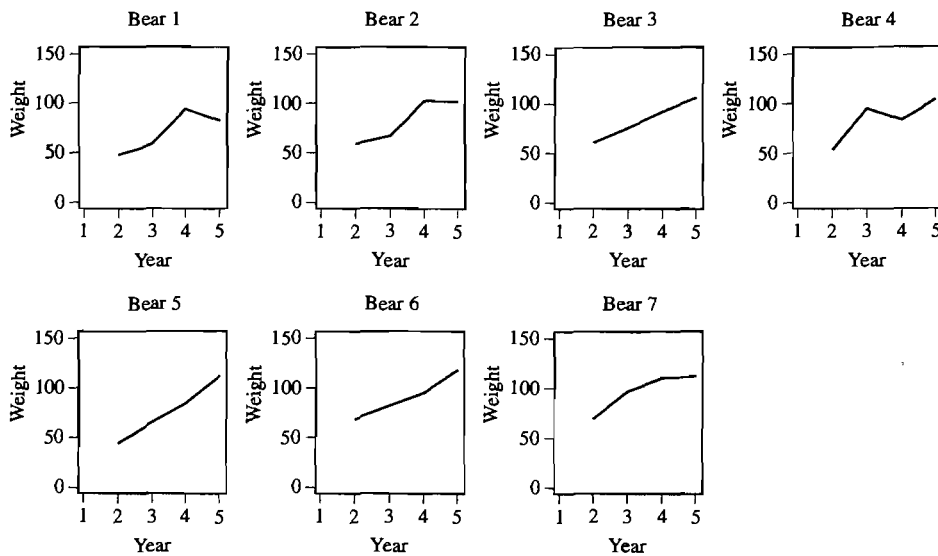 Bear 1 Bear 2 Bear 3 Bear 4
150 150 150 150
100 100 100 100
50 50 50 50
0 0 0 0
Weight Weight Weight Weight
1 2 3 4 5 1 2 3 4 5 1 2 3 4 5 1 2 3 4 5
Year Year Year Year
Bear 5 Bear 6 Bear 7
150 150 150
100 100 100
50 50 50
0 0 0
Weight Weight Weight
1 2 3 4 5 1 2 3 4 5 1 2 3 4 5
Year Year Year